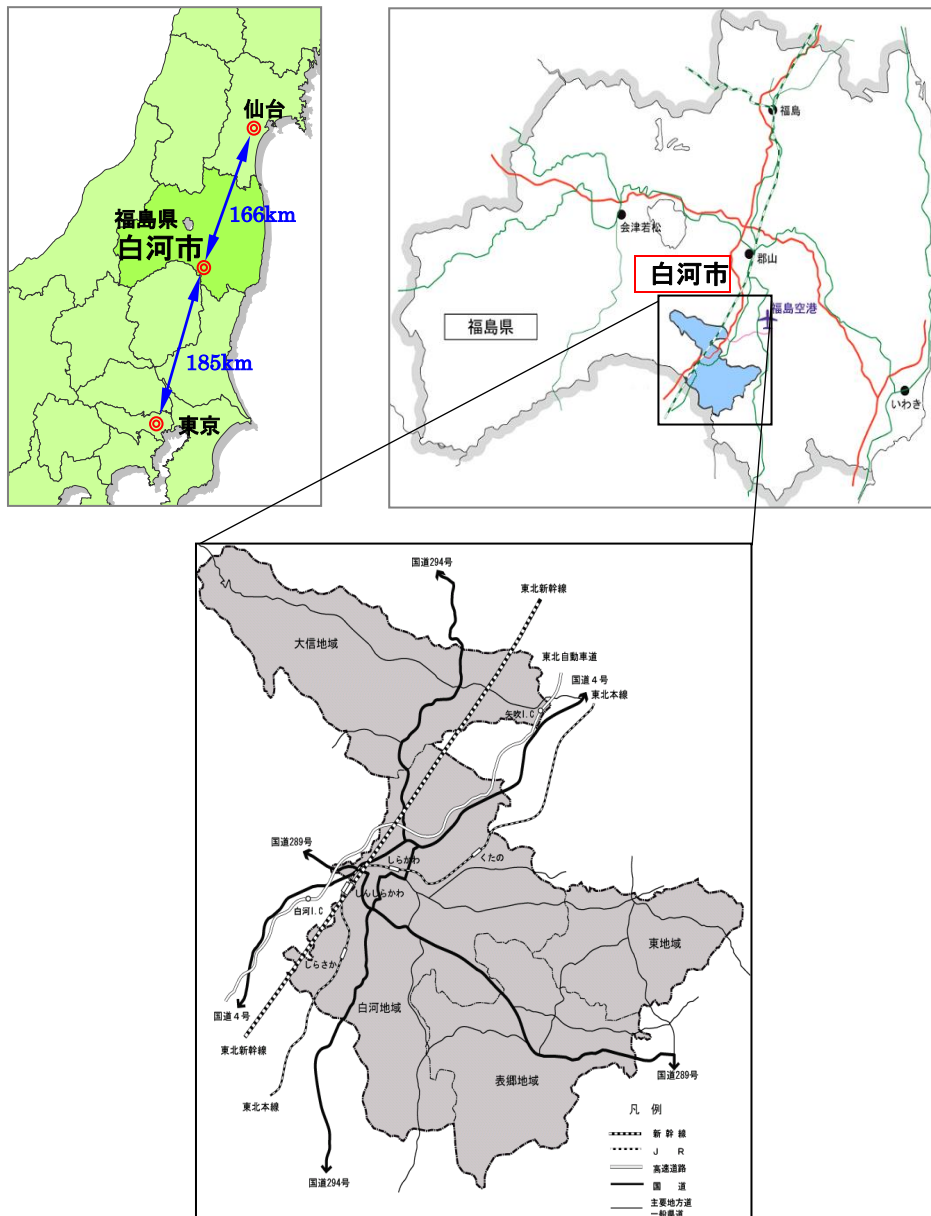 仙台
166km
福島県
白河市
185km
東京
福島
会津若松
郡山
白河市
福島空港
福島県
いわき
国道294号
東北新幹線
大信地域
東北自動車道
国道4号
東北本線
矢吹I.C
国道289号
しらかわ
くたの
しんしらかわ
白河I.C
東地域
しらさか
白河地域
国道4号
東北新幹線
国道289号
表郷地域
東北本線
国道294号
凡 例
新 幹 線
J R
高速道路
国 道
主要地方道
一般県道